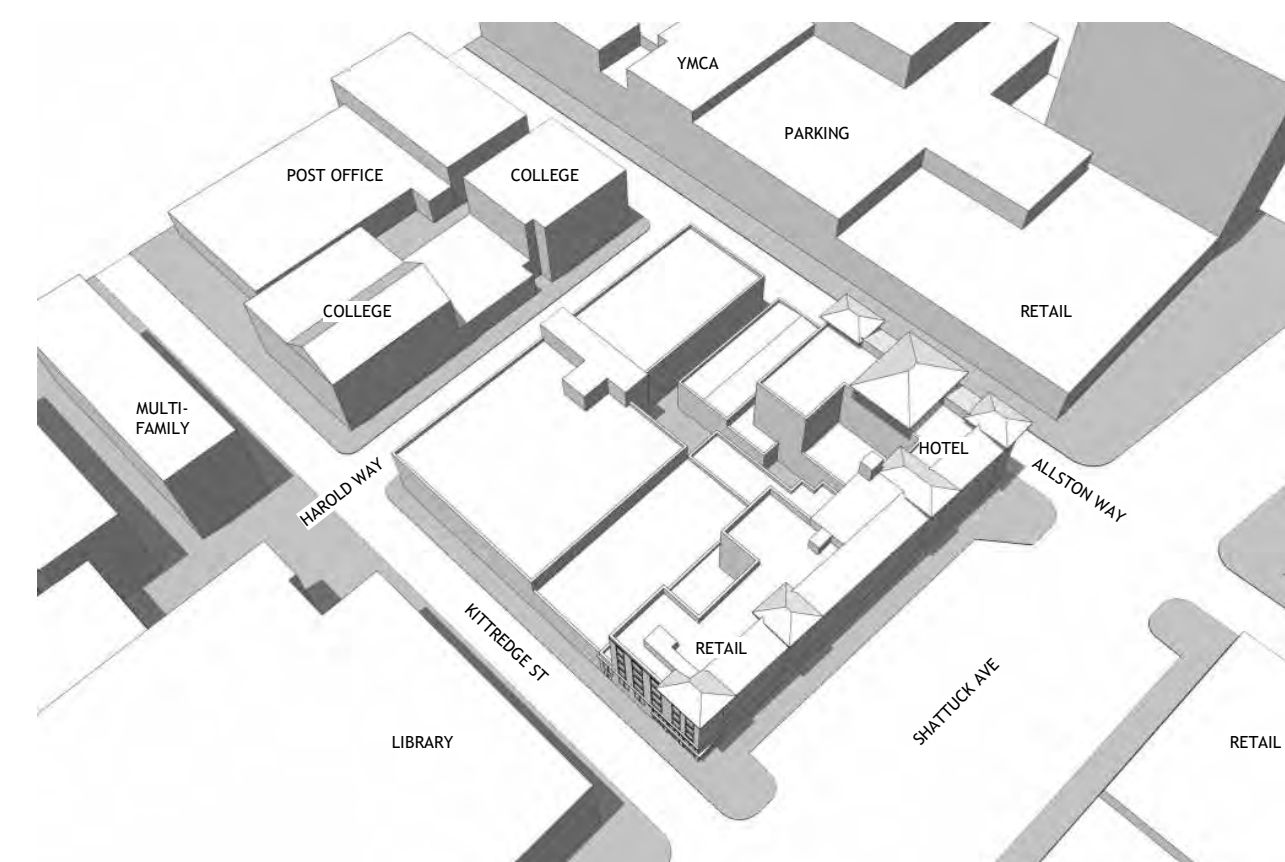 YMCA
PARKING
POST OFFICE
COLLEGE
COLLEGE
RETAIL
MULTI-
FAMILY
HOTEL
HAROLD WAY
ALLSTON WAY
KITTREDGE ST
RETAIL
SHATTUCK AVE
LIBRARY
RETAIL